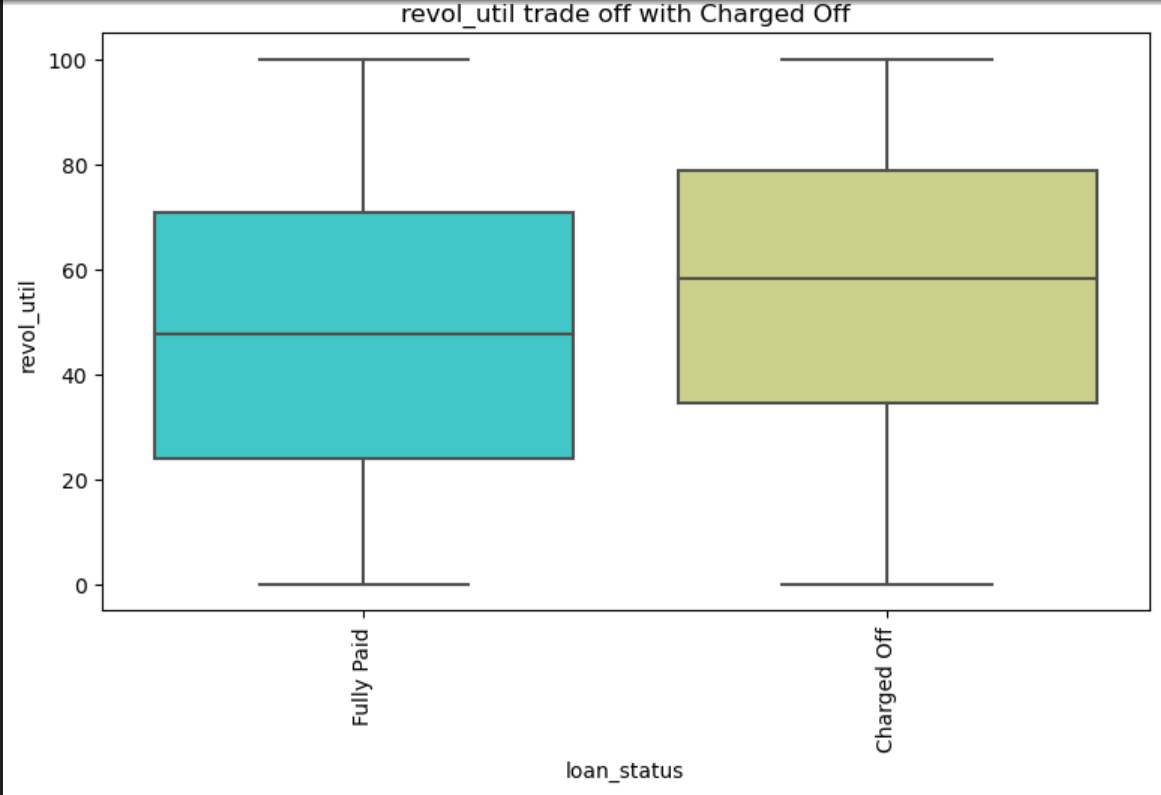 revol_util trade off with Charged Off
100
80
60
40
20
0
revol_util
Fully Paid
Charged Off
loan_status